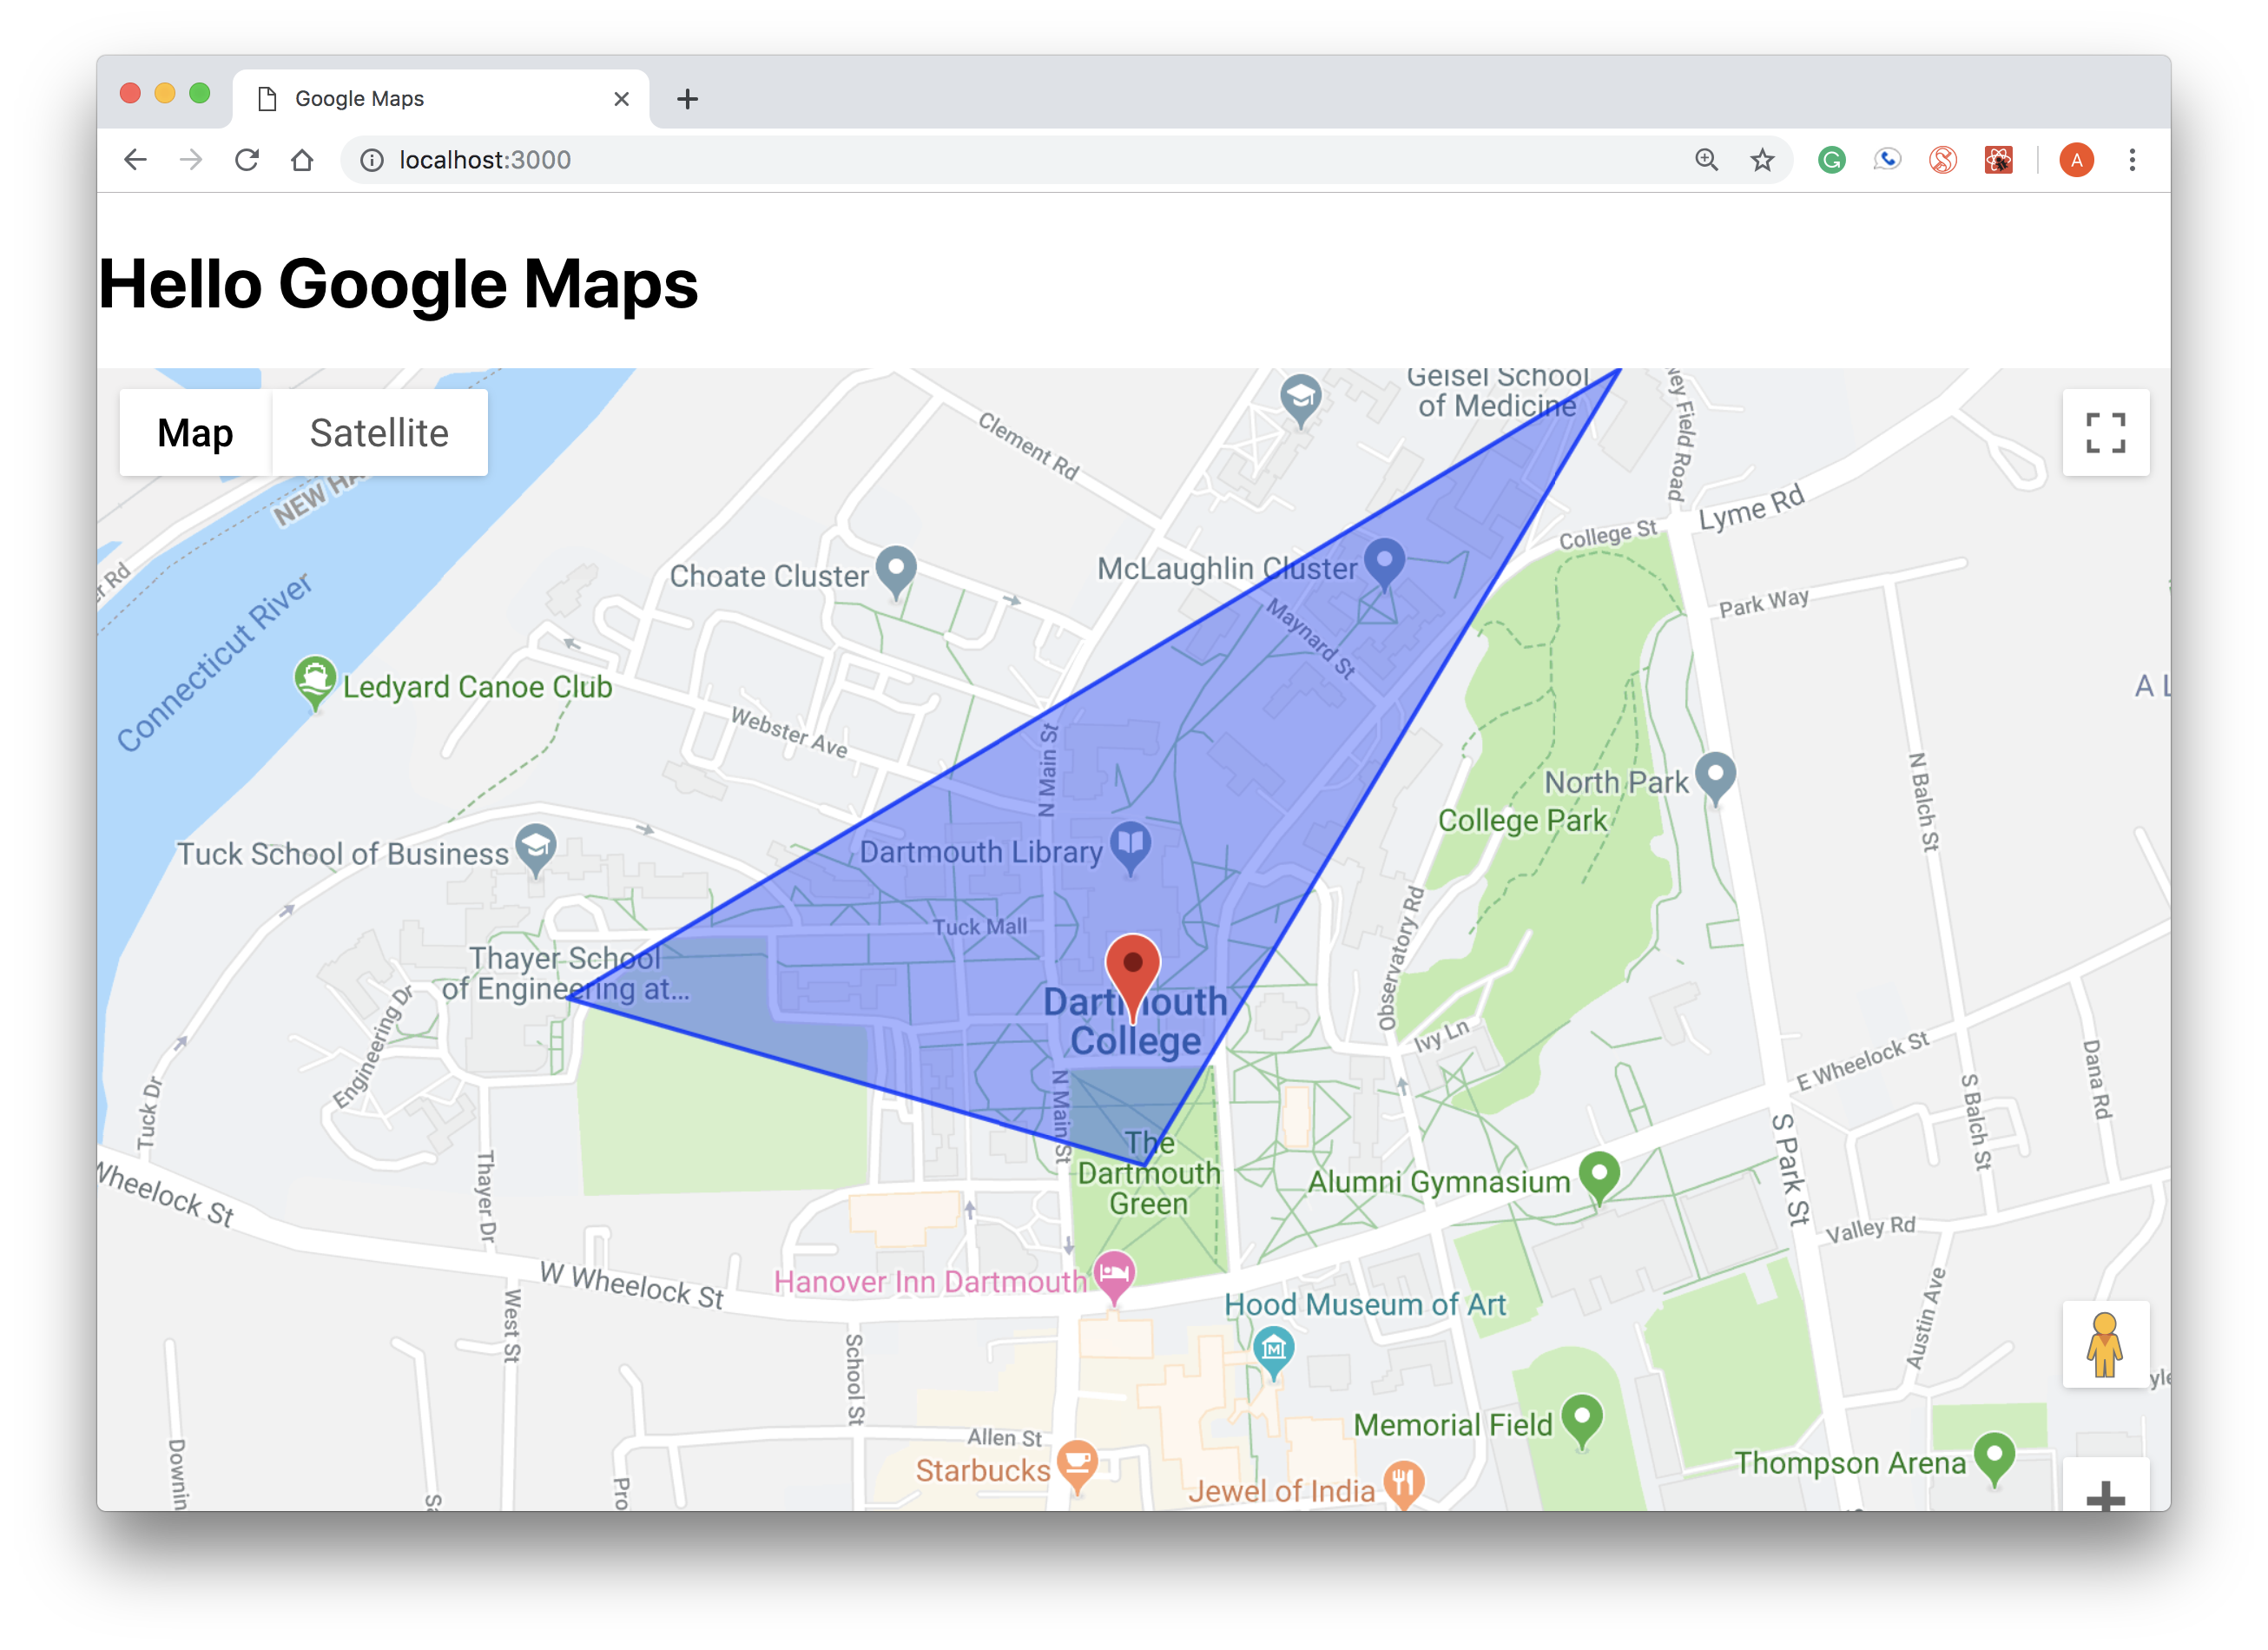 Google Maps
localhost:3000
A
Hello Google Maps
Map
Satellite
Geisel School
of Medicine
Clement Rd
NEW HA
ney Field Road
Lyme Rd
College St
Choate Cluster
McLaughlin Cluster
er Rd
Park Way
Maynard St
Connecticut River
Ledyard Canoe Club
A L
Webster Ave
N Main St
North Park
N Balch St
College Park
Tuck School of Business
Dartmouth Library
Tuck Mall
Observatory Rd
Thayer School
of Engineering at...
Dartmouth
College
Engineering Dr
Ivy Ln
E Wheelock St
Dana Rd
Tuck Dr
N Main St
S Balch St
The
Dartmouth
Green
S Park St
Wheelock St
Thayer Dr
Alumni Gymnasium
Valley Rd
W Wheelock St
Hanover Inn Dartmouth
Hood Museum of Art
West St
School St
Austin Ave
yle
Memorial Field
Allen St
Downin
Starbucks
Thompson Arena
Pro
Jewel of India